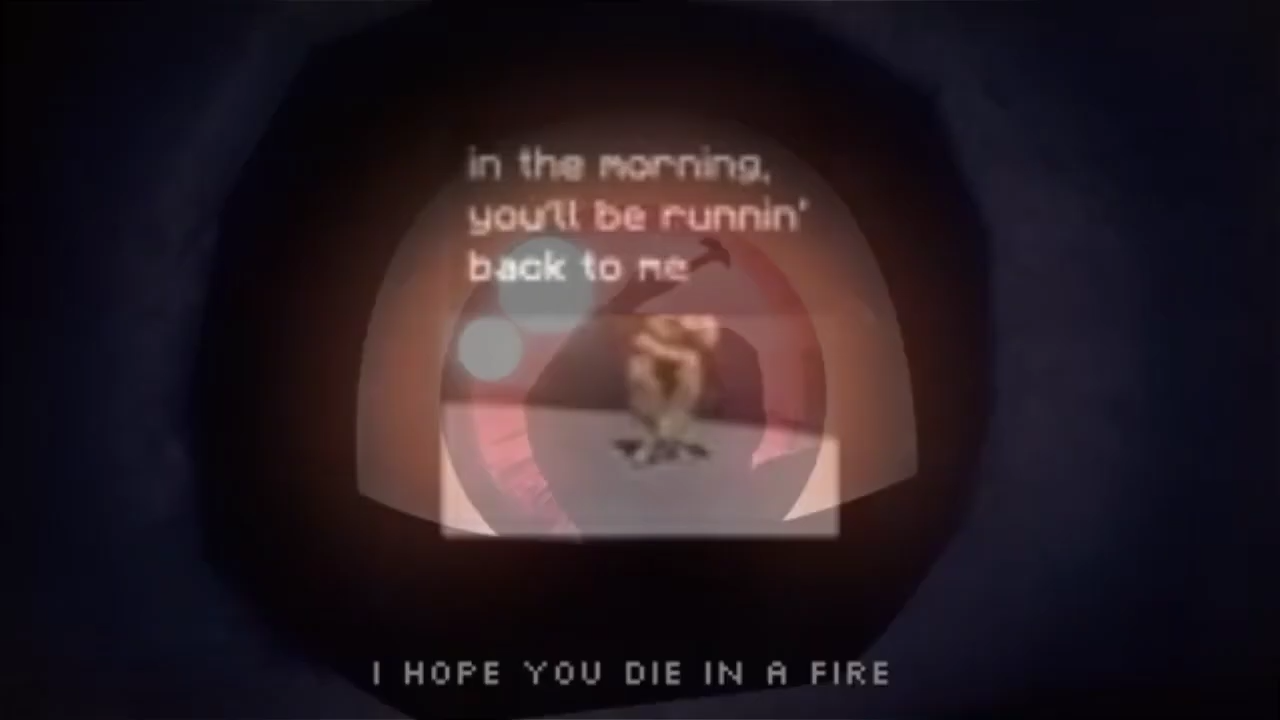 in the morning,
you'll be runnin'
back to me
I HOPE YOU DIE IN A FIRE